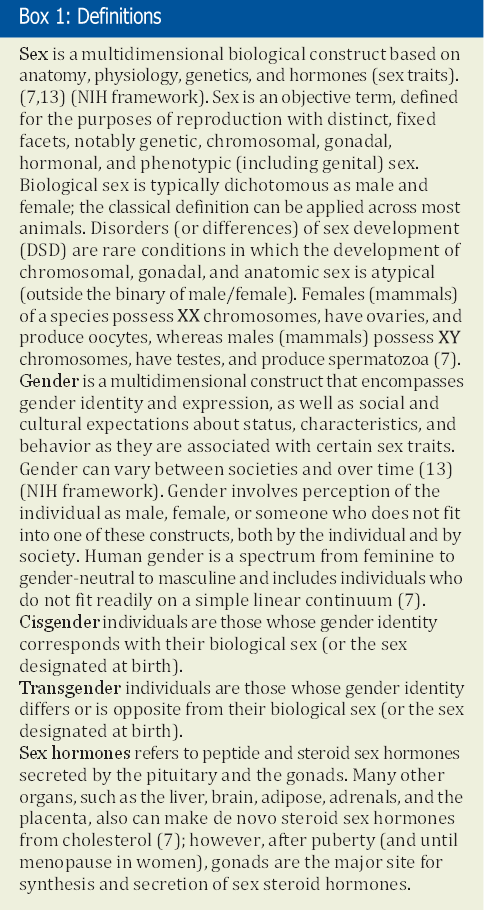 Box 1: Definitions
Sex is a multidimensional biological construct based on
anatomy, physiology, genetics, and hormones (sex traits).
(7,13) (NIH framework). Sex is an objective term, defined
for the purposes of reproduction with distinct, fixed
facets, notably genetic, chromosomal, gonadal,
hormonal, and phenotypic (including genital) sex.
Biological sex is typically dichotomous as male and
female; the classical definition can be applied across most
animals. Disorders (or differences) of sex development
(DSD) are rare conditions in which the development of
chromosomal, gonadal, and anatomic sex is atypical
(outside the binary of male/female). Females (mammals)
of a species possess XX chromosomes, have ovaries, and
produce oocytes, whereas males (mammals) possess XY
chromosomes, have testes, and produce spermatozoa (7).
Gender is a multidimensional construct that encompasses
gender identity and expression, as well as social and
cultural expectations about status, characteristics, and
behavior as they are associated with certain sex traits.
Gender can vary between societies and over time (13)
(NIH framework). Gender involves perception of the
individual as male, female, or someone who does not fit
into one of these constructs, both by the individual and by
society. Human gender is a spectrum from feminine to
gender-neutral to masculine and includes individuals who
do not fit readily on a simple linear continuum (7).
Cisgender individuals are those whose gender identity
corresponds with their biological sex (or the sex
designated at birth).
Transgender individuals are those whose gender identity
differs or is opposite from their biological sex (or the sex
designated at birth).
Sex hormones refers to peptide and steroid sex hormones
secreted by the pituitary and the gonads. Many other
organs, such as the liver, brain, adipose, adrenals, and the
placenta, also can make de novo steroid sex hormones
from cholesterol (7); however, after puberty (and until
menopause in women), gonads are the major site for
synthesis and secretion of sex steroid hormones.